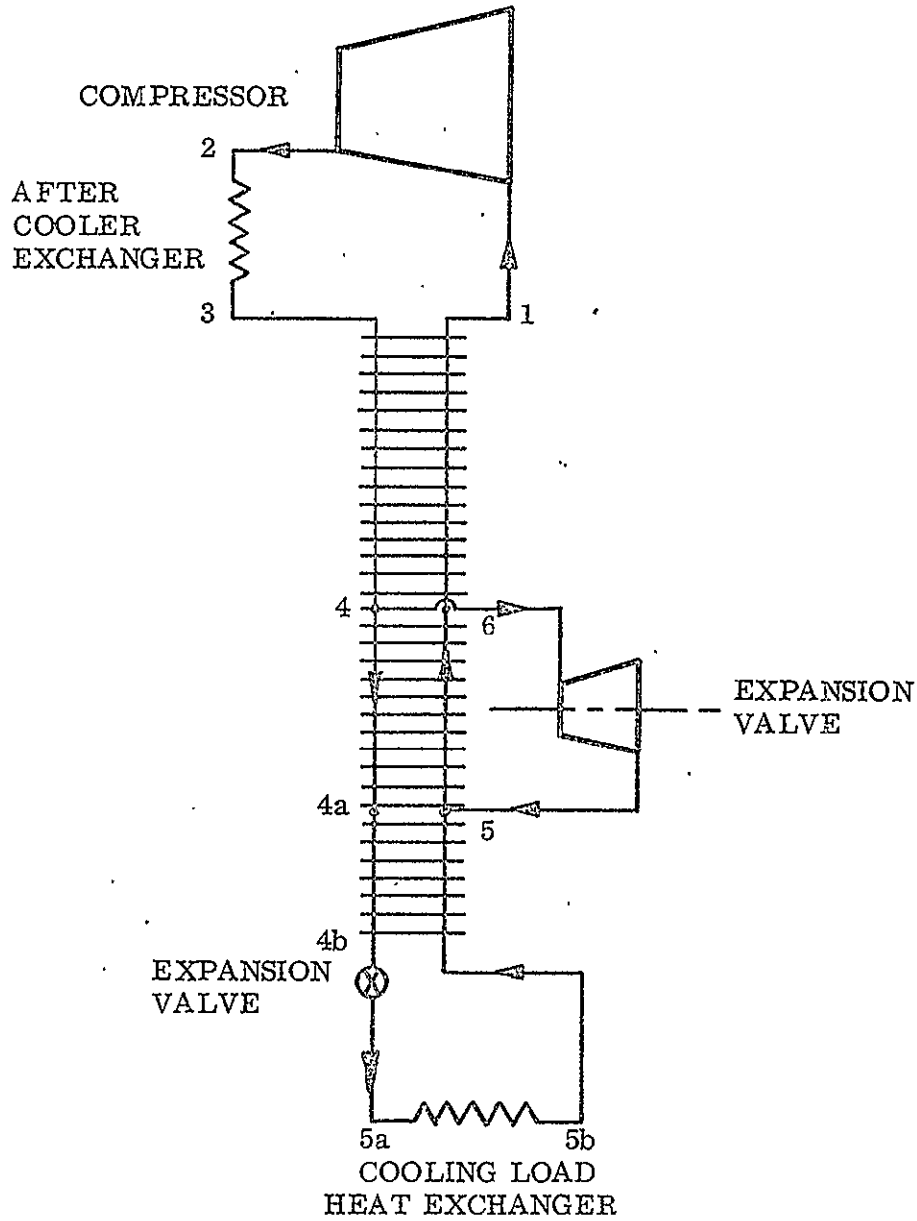 COMPRESSOR
2
AFTER
COOLER
EXCHANGER
3
1
4
6
EXPANSION
VALVE
4a
5
4b
EXPANSION
VALVE
5a
5b
COOLING LOAD
HEAT EXCHANGER